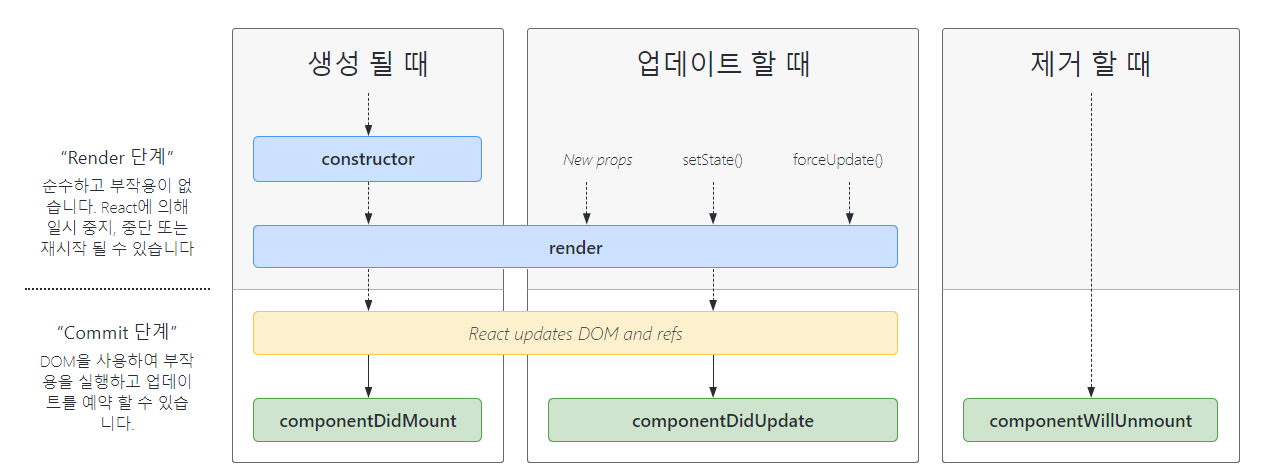 생성 될 때
업데이트 할 때
제거 할 때
“Render 단계”
순수하고 부작용이 없
습니다. React에 의해
일시 중지, 중단 또는
재시작 될 수 있습니다
constructor
New props
setState()
forceUpdate()
render
“Commit 단계”
DOM을 사용하여 부작
용을 실행하고 업데이
트를 예약 할 수 있습
니다.
React updates DOM and refs
componentDidMount
componentDidUpdate
componentWillUnmount